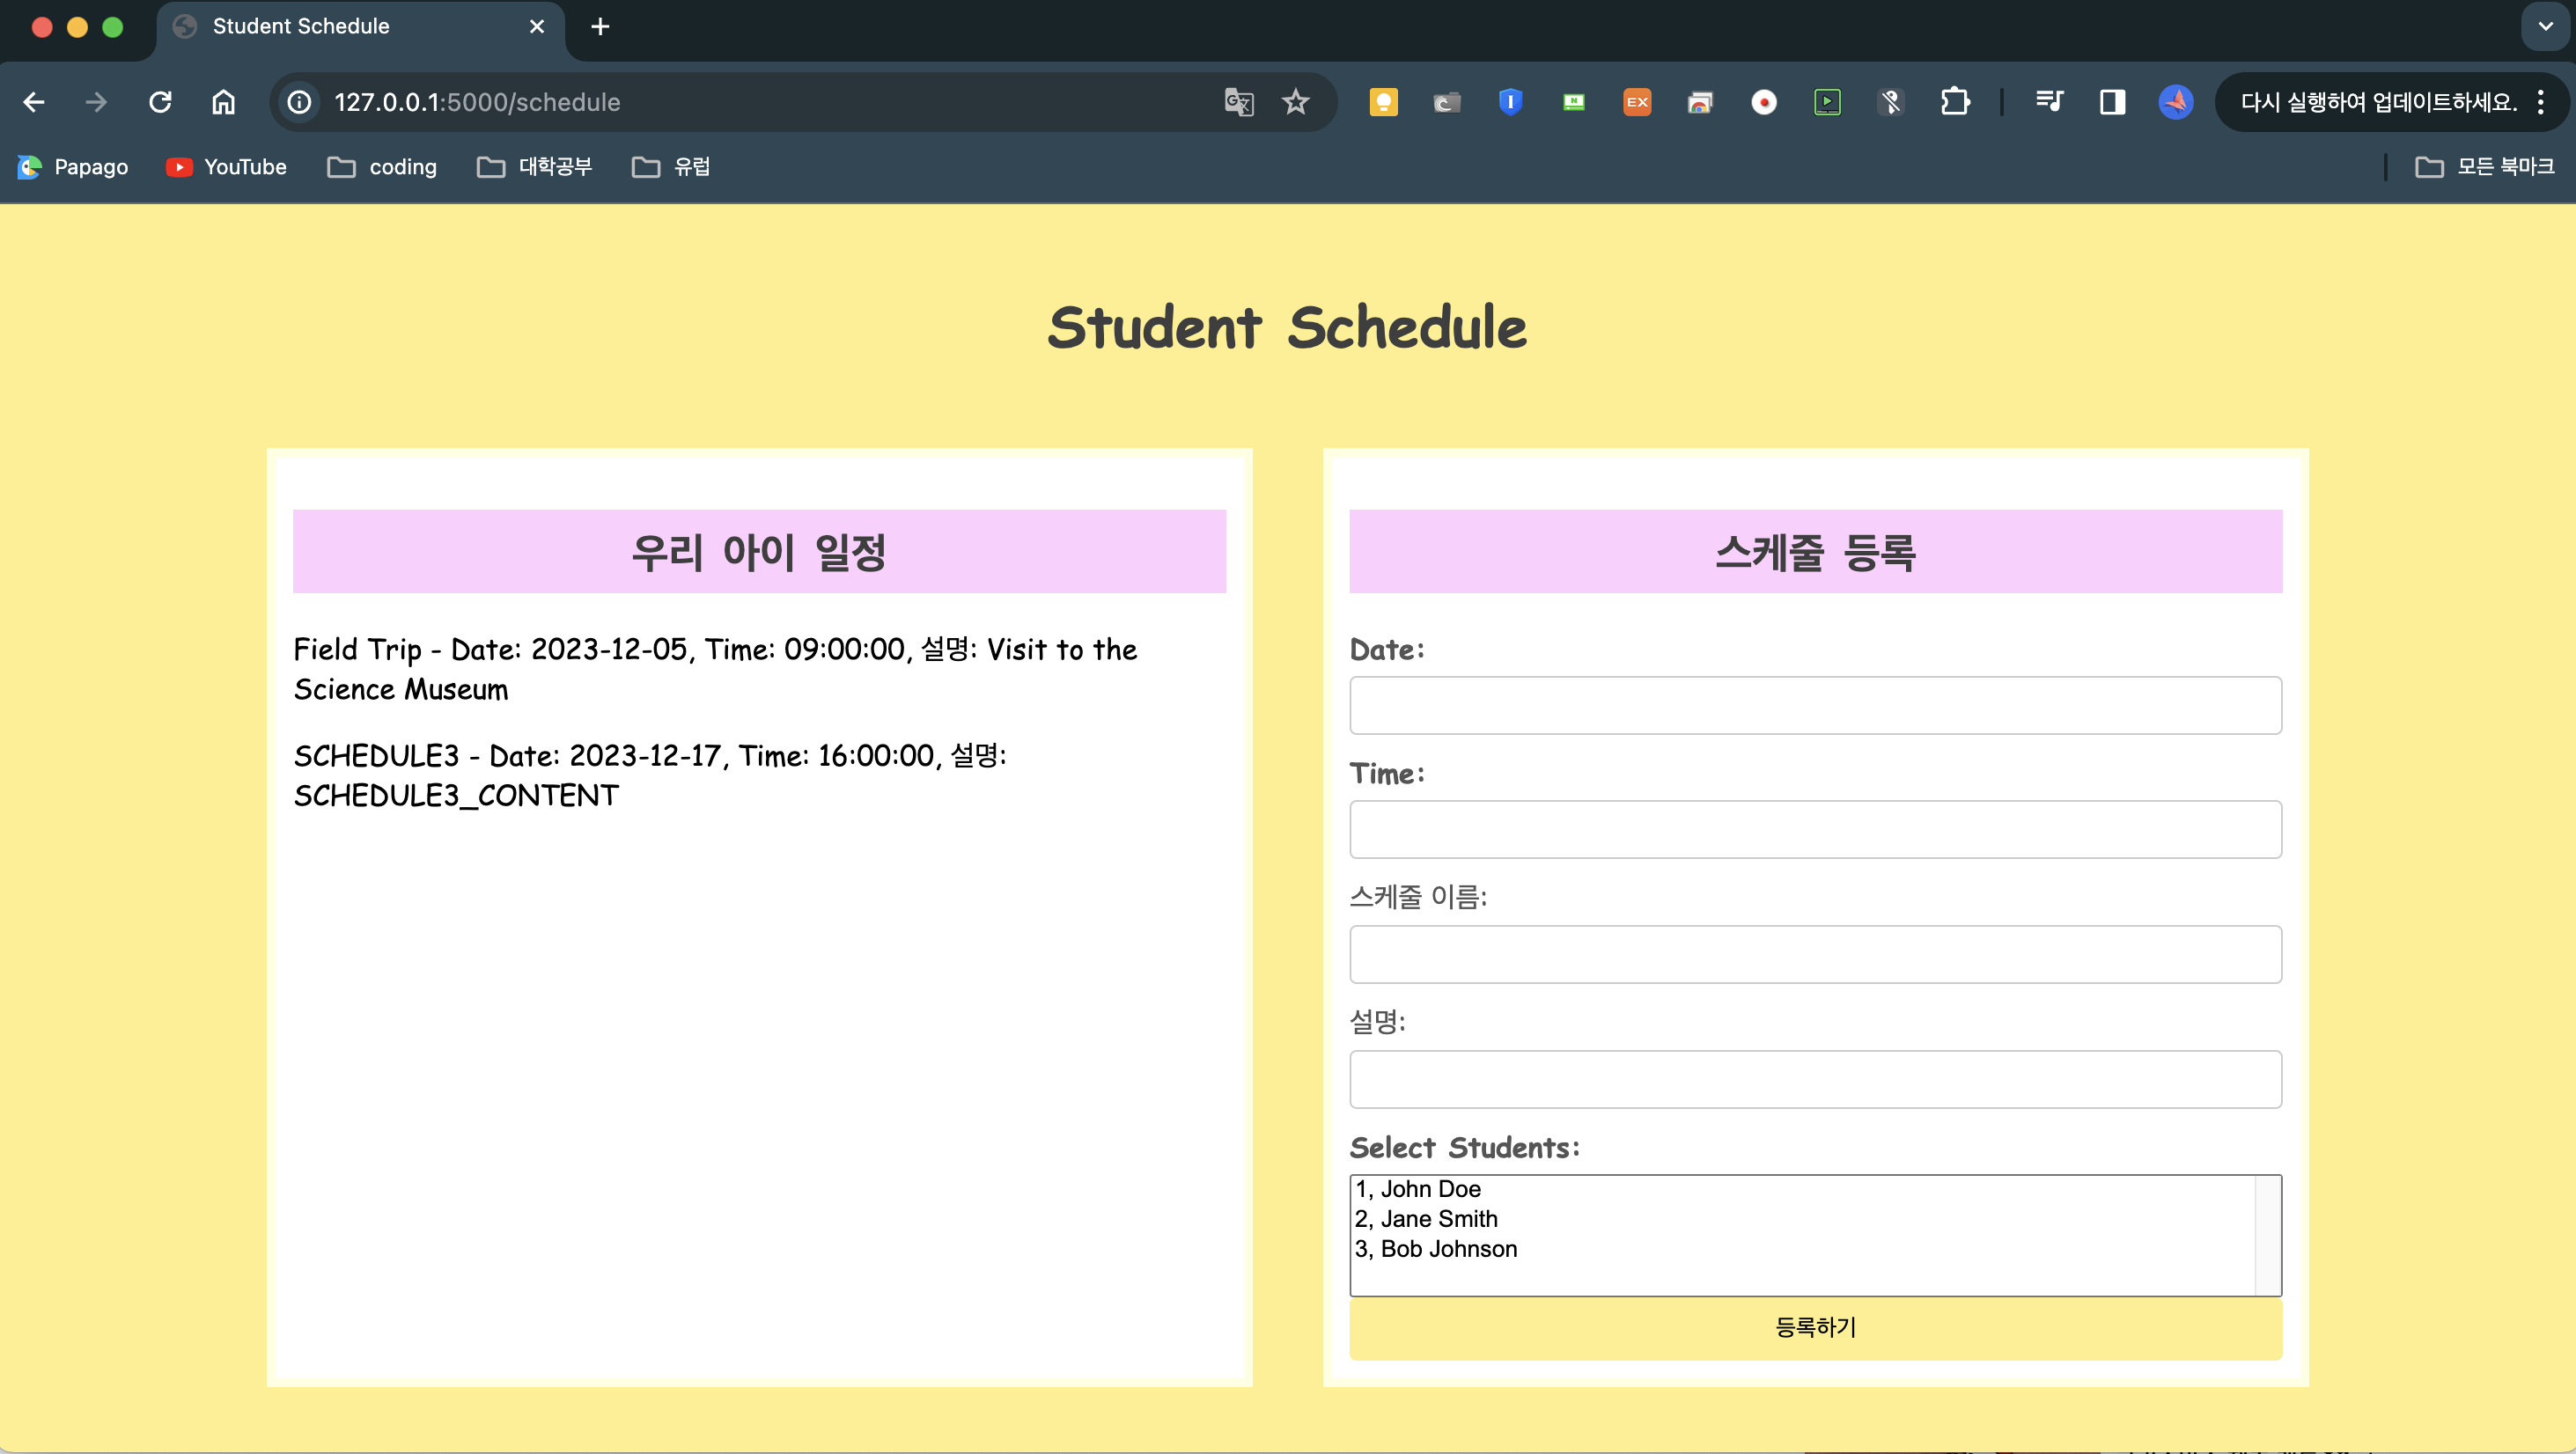 Student Schedule
127.0.0.1:5000/schedule
다시 실행하여 업데이트하세요.
Papago
YouTube
coding
대학공부
유럽
모든 북마크
Student Schedule
우리 아이 일정
Field Trip - Date: 2023-12-05, Time: 09:00:00, 설명: Visit to the
Science Museum
SCHEDULE3 - Date: 2023-12-17, Time: 16:00:00, 설명:
SCHEDULE3_CONTENT
스케줄 등록
Date:
Time:
스케줄 이름:
설명:
Select Students:
1, John Doe
2, Jane Smith
3, Bob Johnson
등록하기